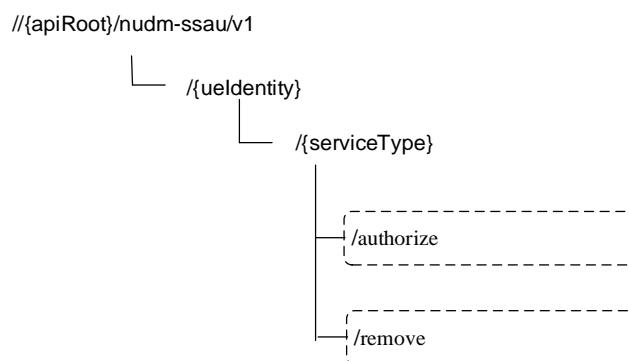 //{apiRoot}/nudm-ssau/v1
/{ueIdentity}
/{serviceType}
/authorize
/remove